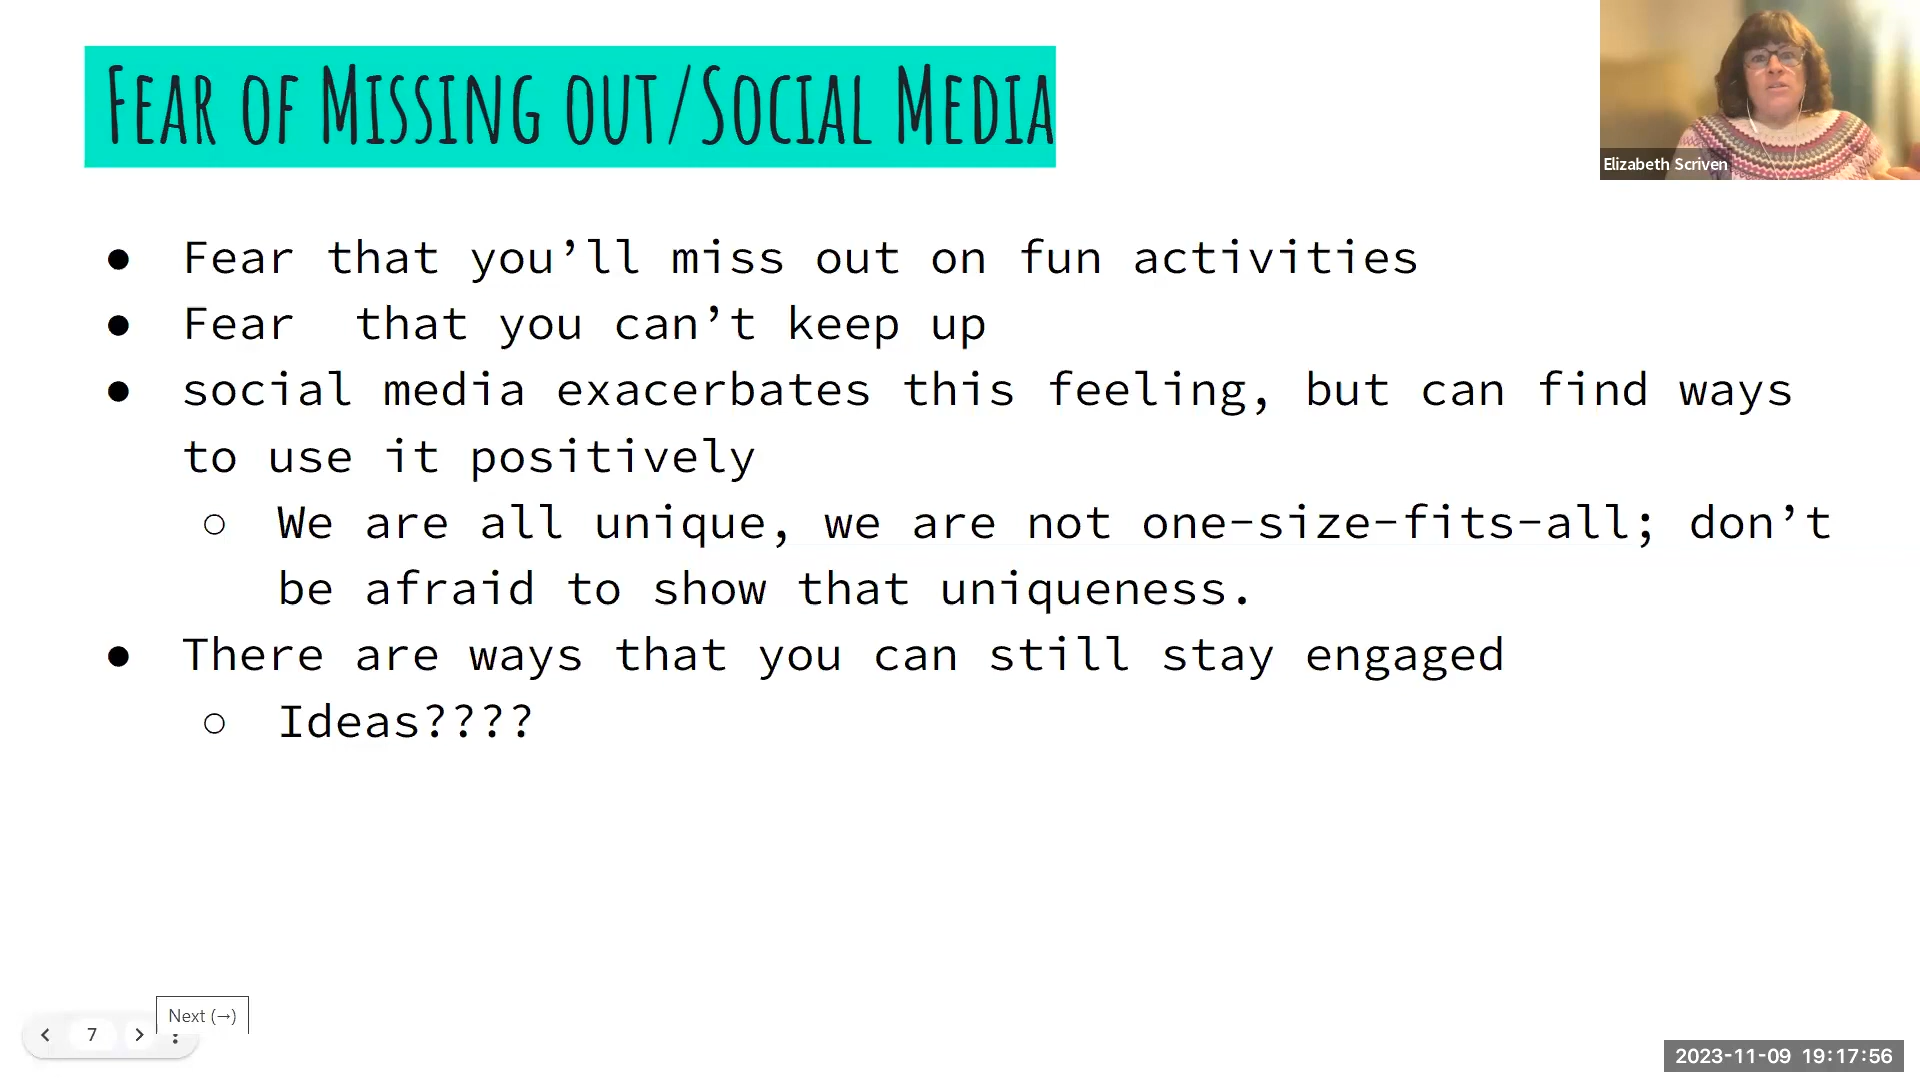 Fear of Missing out/Social Media
Elizabeth Scriven
● Fear that you’ll miss out on fun activities
● Fear  that you can’t keep up
● social media exacerbates this feeling, but can find ways
to use it positively
○ We are all unique, we are not one-size-fits-all; don’t
be afraid to show that uniqueness.
● There are ways that you can still stay engaged
○ Ideas????
Next (→)
7
2023-11-09 19:17:56